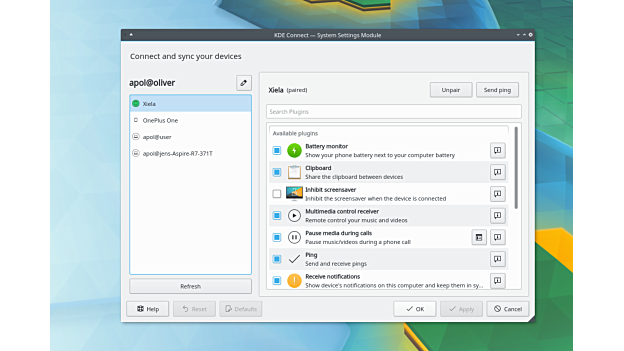 KDE Connect — System Settings Module
Connect and sync your devices
apol@oliver
Xiela
OnePlus One
apol@user
apol@jens-Aspire-R7-371T
Refresh
Xiela (paired)
Unpair
Send ping
Search Plugins
Available plugins
Battery monitor
Show your phone battery next to your computer battery
Clipboard
Share the clipboard between devices
Inhibit screensaver
Inhibit the screensaver when the device is connected
Multimedia control receiver
Remote control your music and videos
Pause media during calls
Pause music/videos during a phone call
Ping
Send and receive pings
Receive notifications
Show device's notifications on this computer and keep them in sy...
Help
Reset
Defaults
OK
Apply
Cancel